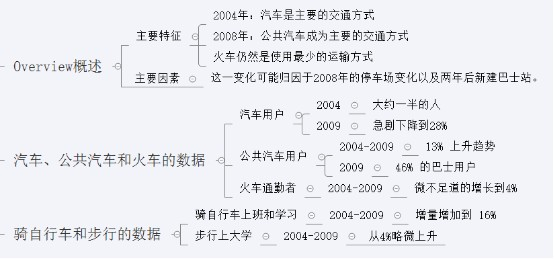 Overview概述
主要特征
2004年：汽车是主要的交通方式
2008年：公共汽车成为主要的交通方式
火车仍然是使用最少的运输方式
主要因素
这一变化可能归因于2008年的停车场变化以及两年后新建巴士站。
汽车、公共汽车和火车的数据
汽车用户
2004
大约一半的人
2009
急剧下降到28%
公共汽车用户
2004-2009
13% 上升趋势
2009
46% 的巴士用户
火车通勤者
2004-2009
微不足道的增长到4%
骑自行车和步行的数据
骑自行车上班和学习
2004-2009
增量增加到 16%
步行上大学
2004-2009
从4%略微上升